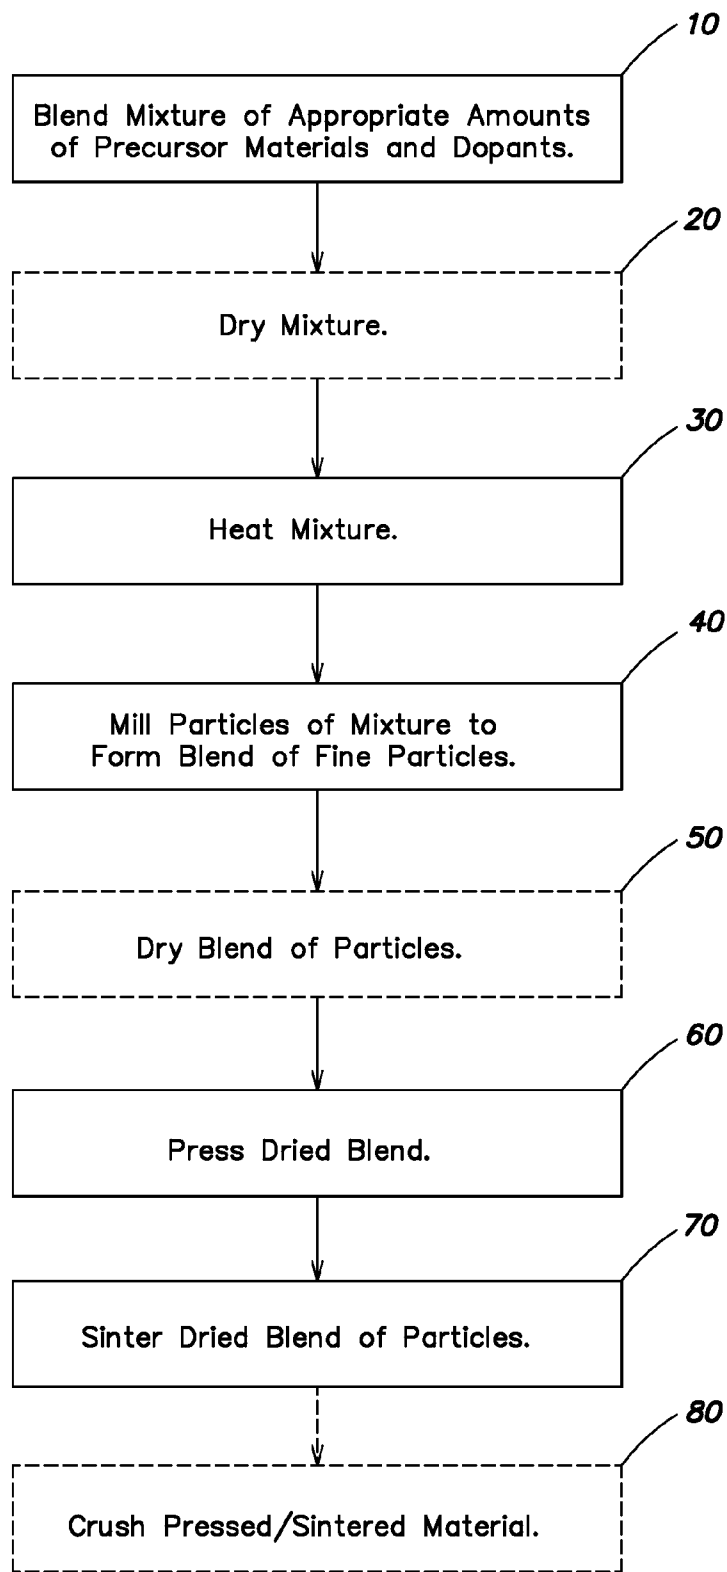 10
Blend Mixture of Appropriate Amounts
of Precursor Materials and Dopants.
20
Dry Mixture.
30
Heat Mixture.
40
Mill Particles of Mixture to
Form Blend of Fine Particles.
50
Dry Blend of Particles.
60
Press Dried Blend.
70
Sinter Dried Blend of Particles.
80
Crush Pressed/Sintered Material.